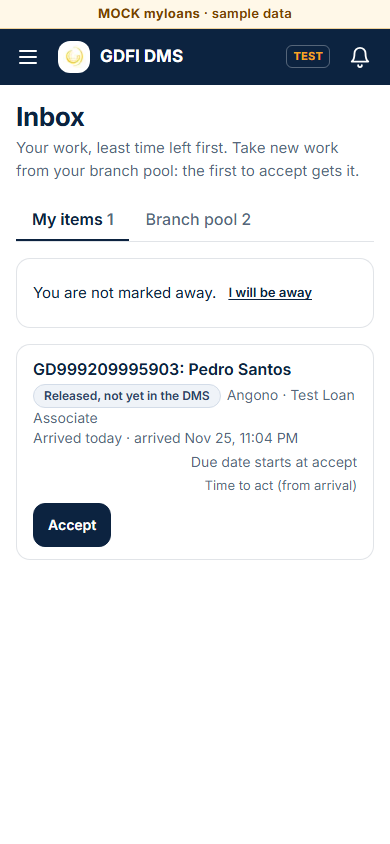 MOCK myloans · sample data
GDFI DMS
TEST
Inbox
Your work, least time left first. Take new work
from your branch pool: the first to accept gets it.
My items 1
Branch pool 2
You are not marked away. I will be away
GD999209995903: Pedro Santos
Released, not yet in the DMS Angono · Test Loan
Associate
Arrived today · arrived Nov 25, 11:04 PM
Due date starts at accept
Time to act (from arrival)
Accept